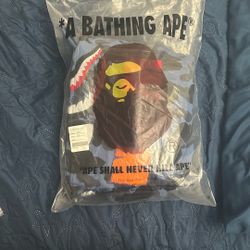 *A BATHING APE®
"APE SHALL NEVER KILL APE"